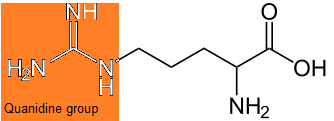 NH
O
H₂N
N
H
OH
NH₂
Quanidine group